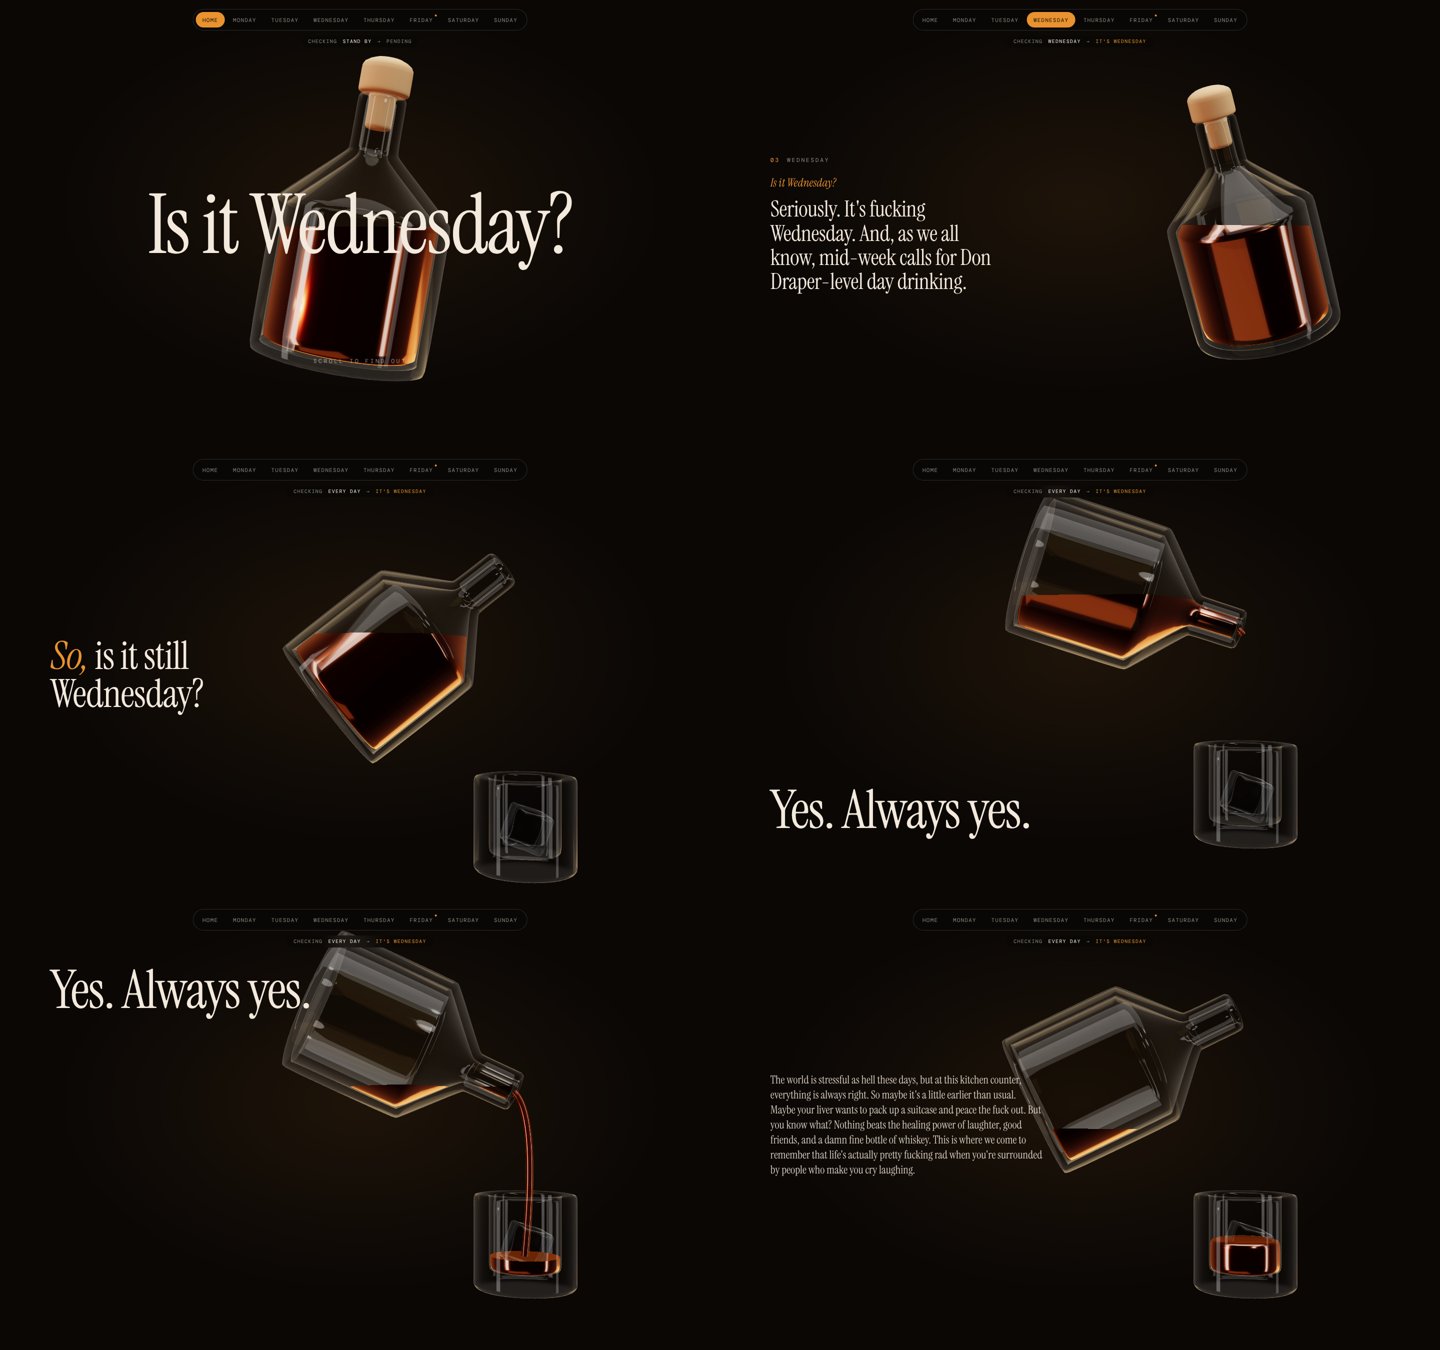 HOME MONDAY TUESDAY WEDNESDAY THURSDAY FRIDAY SATURDAY SUNDAY
CHECKING STAND BY → PENDING
Is it Wednesday?
SCROLL TO FIND OUT
HOME MONDAY TUESDAY WEDNESDAY THURSDAY FRIDAY SATURDAY SUNDAY
CHECKING WEDNESDAY → IT'S WEDNESDAY
03 WEDNESDAY
Is it Wednesday?
Seriously. It's fucking
Wednesday. And, as we all
know, mid-week calls for Don
Draper-level day drinking.
HOME MONDAY TUESDAY WEDNESDAY THURSDAY FRIDAY SATURDAY SUNDAY
CHECKING EVERY DAY → IT'S WEDNESDAY
So, is it still
Wednesday?
HOME MONDAY TUESDAY WEDNESDAY THURSDAY FRIDAY SATURDAY SUNDAY
CHECKING EVERY DAY → IT'S WEDNESDAY
Yes. Always yes.
HOME MONDAY TUESDAY WEDNESDAY THURSDAY FRIDAY SATURDAY SUNDAY
CHECKING EVERY DAY → IT'S WEDNESDAY
Yes. Always yes.
HOME MONDAY TUESDAY WEDNESDAY THURSDAY FRIDAY SATURDAY SUNDAY
CHECKING EVERY DAY → IT'S WEDNESDAY
The world is stressful as hell these days, but at this kitchen counter,
everything is always right. So maybe it's a little earlier than usual.
Maybe your liver wants to pack up a suitcase and peace the fuck out. But
you know what? Nothing beats the healing power of laughter, good
friends, and a damn fine bottle of whiskey. This is where we come to
remember that life's actually pretty fucking rad when you're surrounded
by people who make you cry laughing.